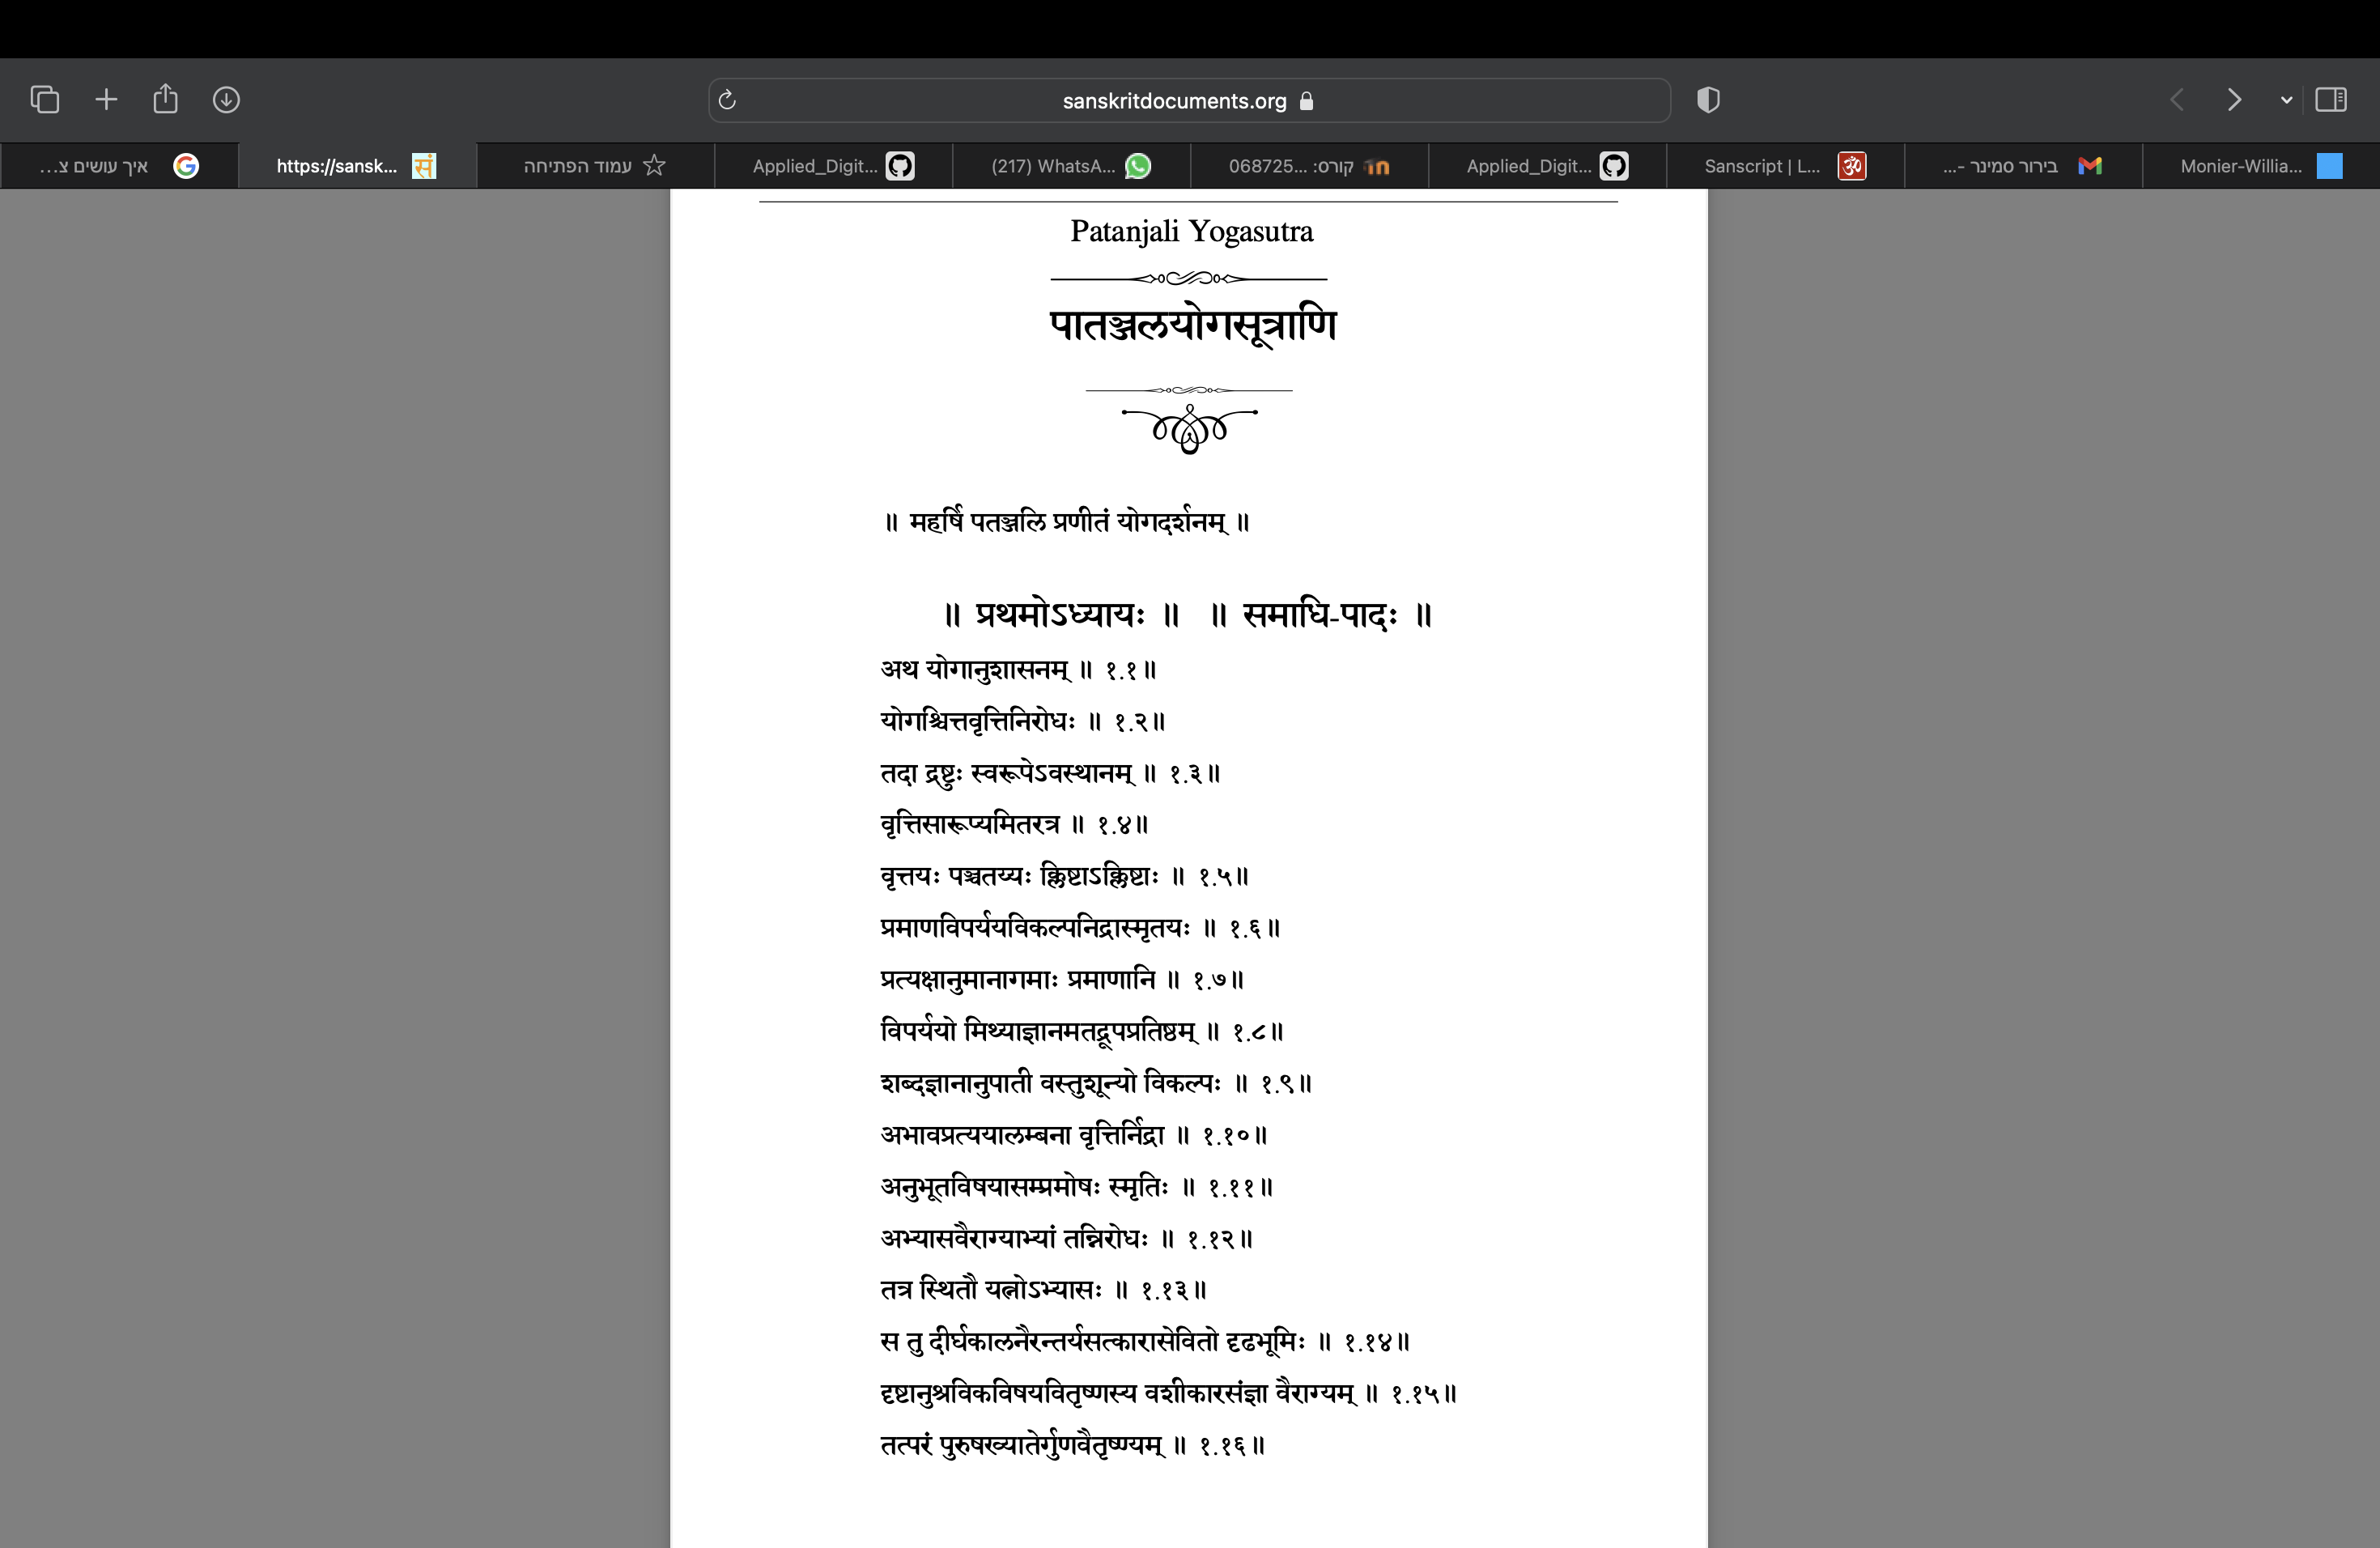 sanskritdocuments.org
איך עושים צ...
https://sansk...
עמוד הפתיחה
Applied_Digit...
(217) WhatsA...
קורס: ...068725
Applied_Digit...
Sanscript | L...
בירור סמינר - ...
Monier-Willia...
Patanjali Yogasutra
पातञ्जलयोगसूत्राणि
॥ महर्षि पतञ्जलि प्रणीतं योगदर्शनम् ॥
॥ प्रथमोऽध्यायः ॥ ॥ समाधि-पादः ॥
अथ योगानुशासनम् ॥ १.१॥
योगश्चित्तवृत्तिनिरोधः ॥ १.२॥
तदा द्रष्टुः स्वरूपेऽवस्थानम् ॥ १.३॥
वृत्तिसारूप्यमितरत्र ॥ १.४॥
वृत्तयः पञ्चतय्यः क्लिष्टाऽक्लिष्टाः ॥ १.५॥
प्रमाणविपर्ययविकल्पनिद्रास्मृतयः ॥ १.६॥
प्रत्यक्षानुमानागमाः प्रमाणानि ॥ १.७॥
विपर्ययो मिथ्याज्ञानमतद्रूपप्रतिष्ठम् ॥ १.८॥
शब्दज्ञानानुपाती वस्तुशून्यो विकल्पः ॥ १.९॥
अभावप्रत्ययालम्बना वृत्तिर्निद्रा ॥ १.१०॥
अनुभूतविषयासम्प्रमोषः स्मृतिः ॥ १.११॥
अभ्यासवैराग्याभ्यां तन्निरोधः ॥ १.१२॥
तत्र स्थितौ यत्नोऽभ्यासः ॥ १.१३॥
स तु दीर्घकालनैरन्तर्यसत्कारासेवितो दृढभूमिः ॥ १.१४॥
दृष्टानुश्रविकविषयवितृष्णस्य वशीकारसंज्ञा वैराग्यम् ॥ १.१५॥
तत्परं पुरुषख्यातेर्गुणवैतृष्ण्यम् ॥ १.१६॥